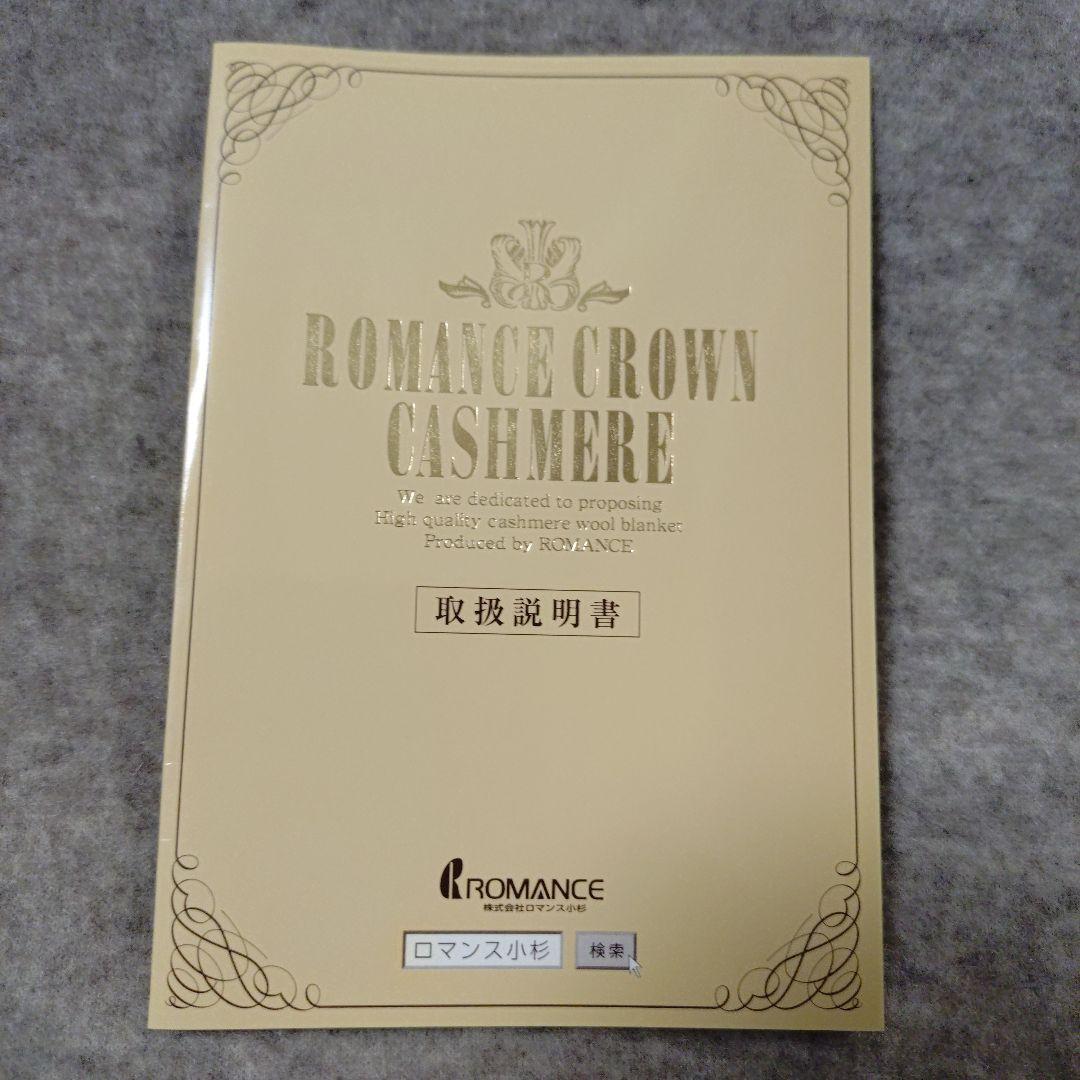 ROMANCE CROWN
CASHMERE
We are dedicated to proposing
High quality cashmere wool blanket
Produced by ROMANCE
取扱説明書
ROMANCE
株式会社ロマンス小杉
ロマンス小杉 検索